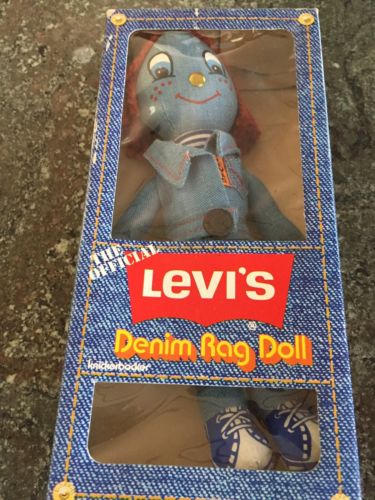 THE
OFFICIAL
LEVI'S
®
Denim Rag Doll
knickerbocker